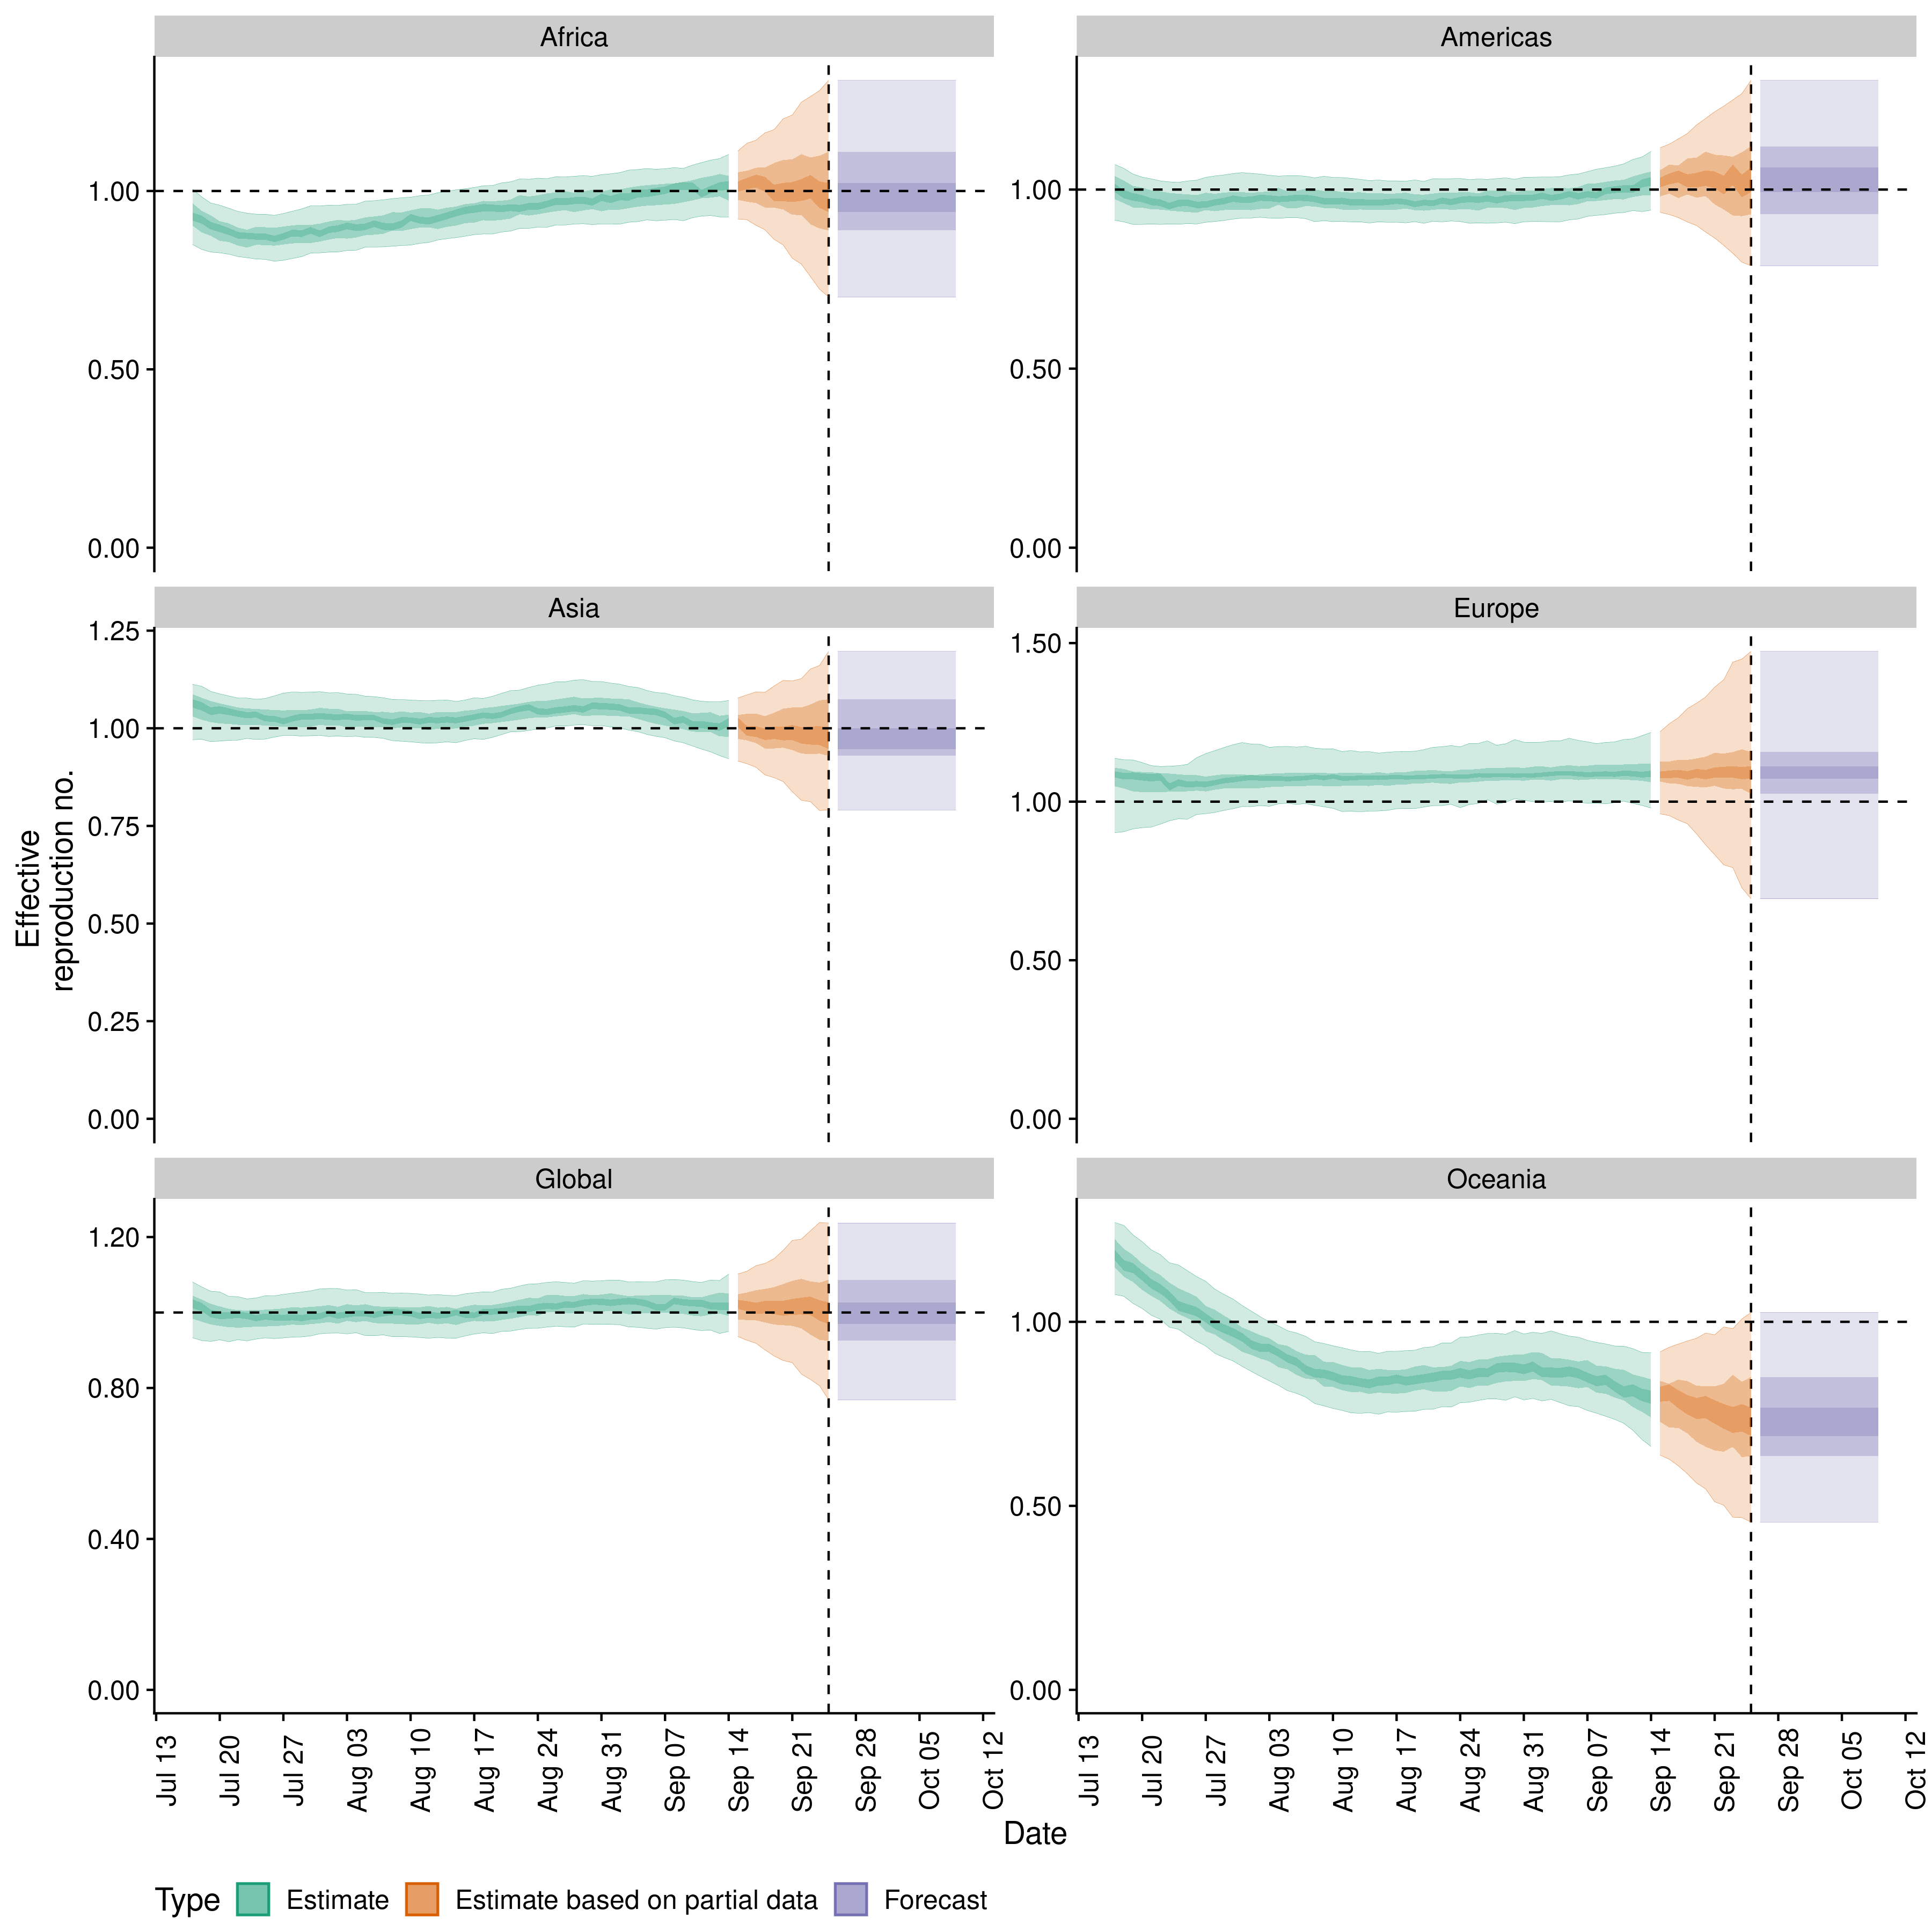 Africa
Americas
1.00
0.50
0.00
1.00
0.50
0.00
Asia
Europe
1.25
1.00
0.75
0.50
0.25
0.00
1.50
1.00
0.50
0.00
Effective
reproduction no.
Global
Oceania
1.20
0.80
0.40
0.00
1.00
0.50
0.00
Jul 13
Jul 20
Jul 27
Aug 03
Aug 10
Aug 17
Aug 24
Aug 31
Sep 07
Sep 14
Sep 21
Sep 28
Oct 05
Oct 12
Jul 13
Jul 20
Jul 27
Aug 03
Aug 10
Aug 17
Aug 24
Aug 31
Sep 07
Sep 14
Sep 21
Sep 28
Oct 05
Oct 12
Date
Type Estimate Estimate based on partial data Forecast